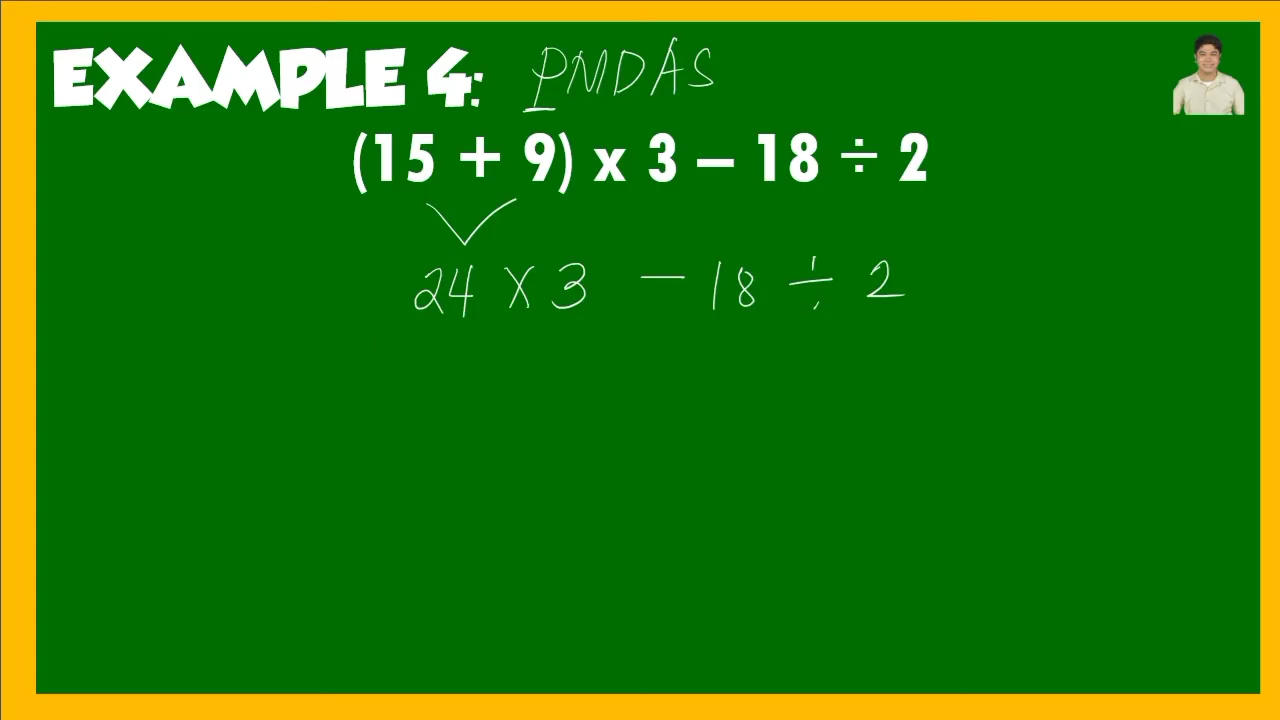 EXAMPLE 4: PMDAS
(15 + 9) x 3 – 18 ÷ 2
24 x 3 – 18 ÷ 2